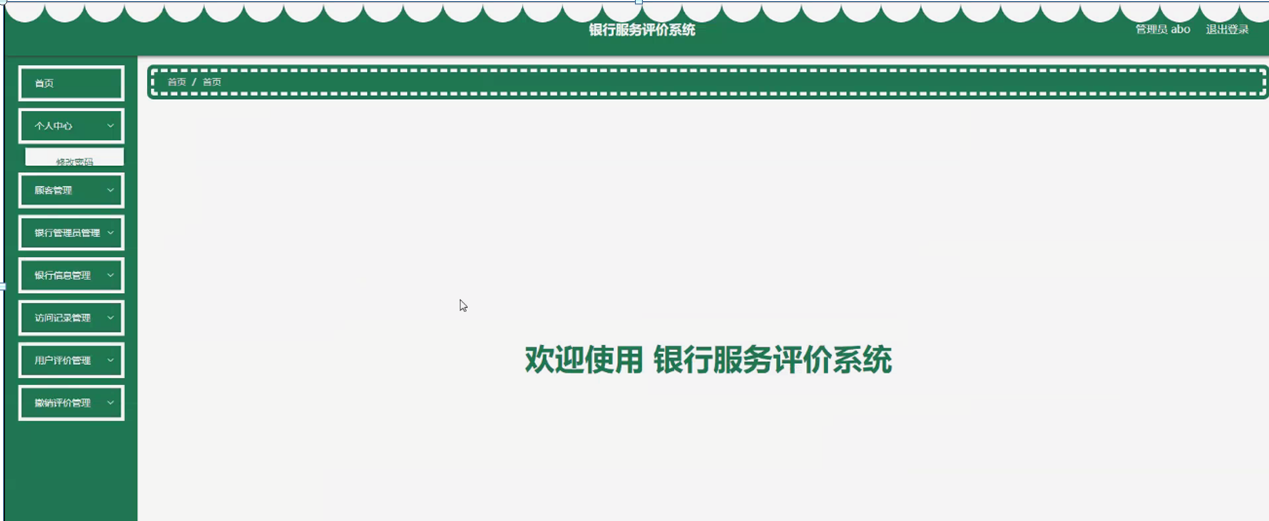 银行服务评价系统
管理员 abo 退出登录
首页
个人中心
修改密码
顾客管理
银行管理员管理
银行信息管理
访问记录管理
用户评价管理
撤销评价管理
首页 / 首页
欢迎使用 银行服务评价系统